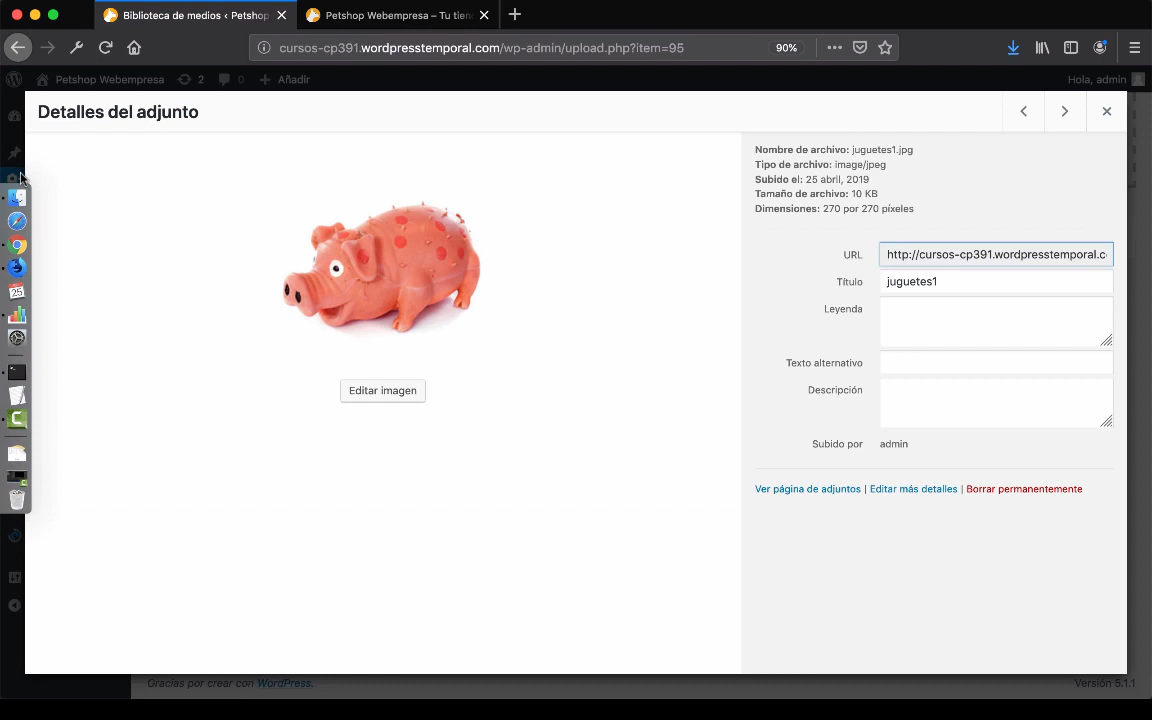 Biblioteca de medios ‹ Petshop
Petshop Webempresa – Tu tien
cursos-cp391.wordpresstemporal.com/wp-admin/upload.php?item=95
90%
Petshop Webempresa
2
0
Añadir
Hola, admin
Detalles del adjunto
Nombre de archivo: juguetes1.jpg
Tipo de archivo: image/jpeg
Subido el: 25 abril, 2019
Tamaño de archivo: 10 KB
Dimensiones: 270 por 270 píxeles
URL http://cursos-cp391.wordpresstemporal.c
Título juguetes1
Leyenda
Texto alternativo
Editar imagen
Descripción
Subido por admin
Ver página de adjuntos | Editar más detalles | Borrar permanentemente
25
Gracias por crear con WordPress.
Versión 5.1.1